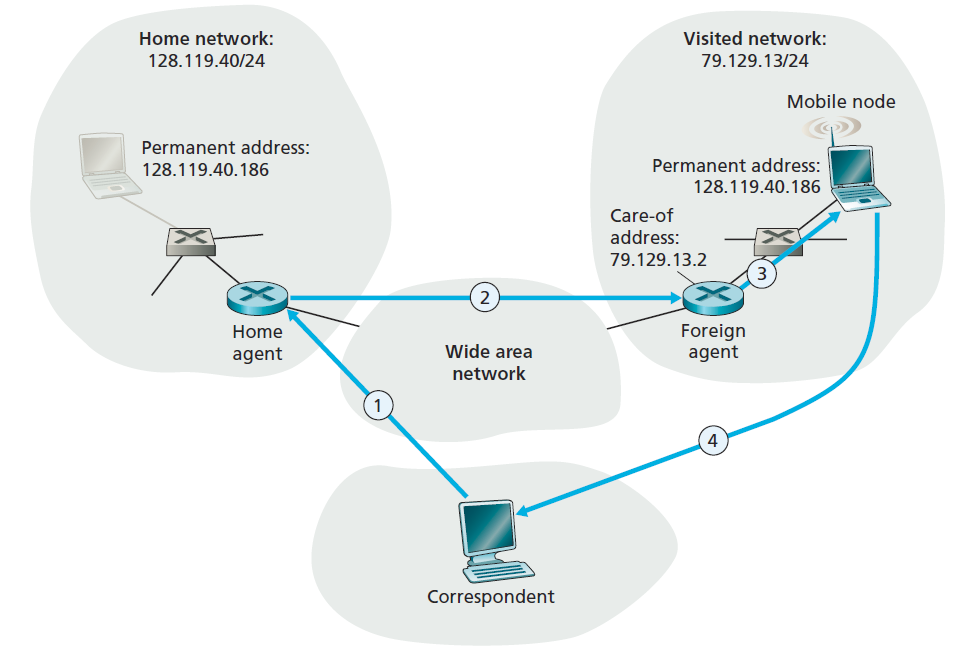 Home network:
128.119.40/24
Visited network:
79.129.13/24
Mobile node
Permanent address:
128.119.40.186
Permanent address:
128.119.40.186
Care-of
address:
79.129.13.2
3
2
Home
agent
Foreign
agent
Wide area
network
1
4
Correspondent